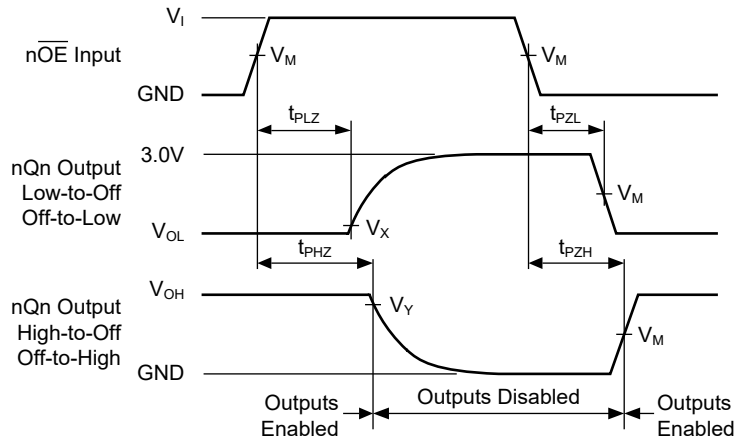 V_I
nO̅E̅ Input
V_M
V_M
GND
t_PLZ
t_PZL
3.0V
nQn Output
Low-to-Off
Off-to-Low
V_M
V_X
V_OL
t_PHZ
t_PZH
V_OH
nQn Output
High-to-Off
Off-to-High
V_Y
V_M
GND
Outputs
Enabled
Outputs Disabled
Outputs
Enabled